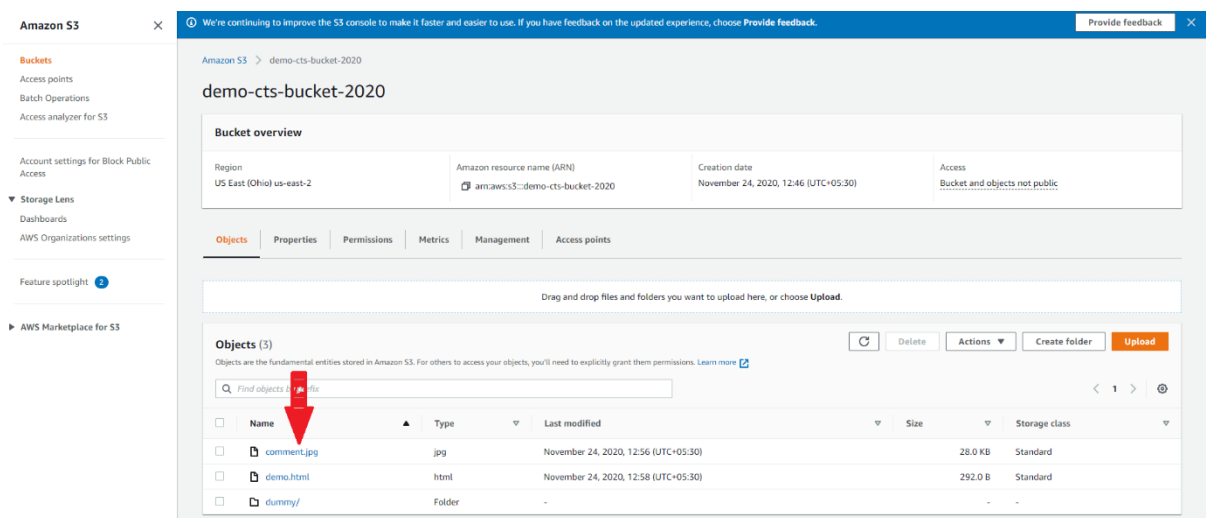 Amazon S3
We're continuing to improve the S3 console to make it faster and easier to use. If you have feedback on the updated experience, choose Provide feedback.
Provide feedback
Buckets
Access points
Batch Operations
Access analyzer for S3
Account settings for Block Public
Access
Storage Lens
Dashboards
AWS Organizations settings
Feature spotlight 2
AWS Marketplace for S3
Amazon S3 > demo-cts-bucket-2020
demo-cts-bucket-2020
Bucket overview
Region
US East (Ohio) us-east-2
Amazon resource name (ARN)
arn:aws:s3:::demo-cts-bucket-2020
Creation date
November 24, 2020, 12:46 (UTC+05:30)
Access
Bucket and objects not public
Objects Properties Permissions Metrics Management Access points
Drag and drop files and folders you want to upload here, or choose Upload.
Objects (3)
Delete Actions Create folder Upload
Objects are the fundamental entities stored in Amazon S3. For others to access your objects, you'll need to explicitly grant them permissions. Learn more
Find objects
1
Name Type Last modified Size Storage class
comment.jpg jpg November 24, 2020, 12:56 (UTC+05:30) 28.0 KB Standard
demo.html html November 24, 2020, 12:58 (UTC+05:30) 292.0 B Standard
dummy/ Folder - - -